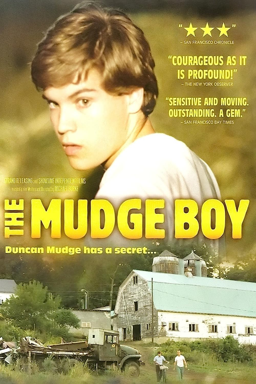 ★★★
— SAN FRANCISCO CHRONICLE
"COURAGEOUS AS IT
IS PROFOUND!"
— THE NEW YORK OBSERVER
"SENSITIVE AND MOVING.
OUTSTANDING. A GEM."
— SAN FRANCISCO BAY TIMES
THE MUDGE BOY
Duncan Mudge has a secret...